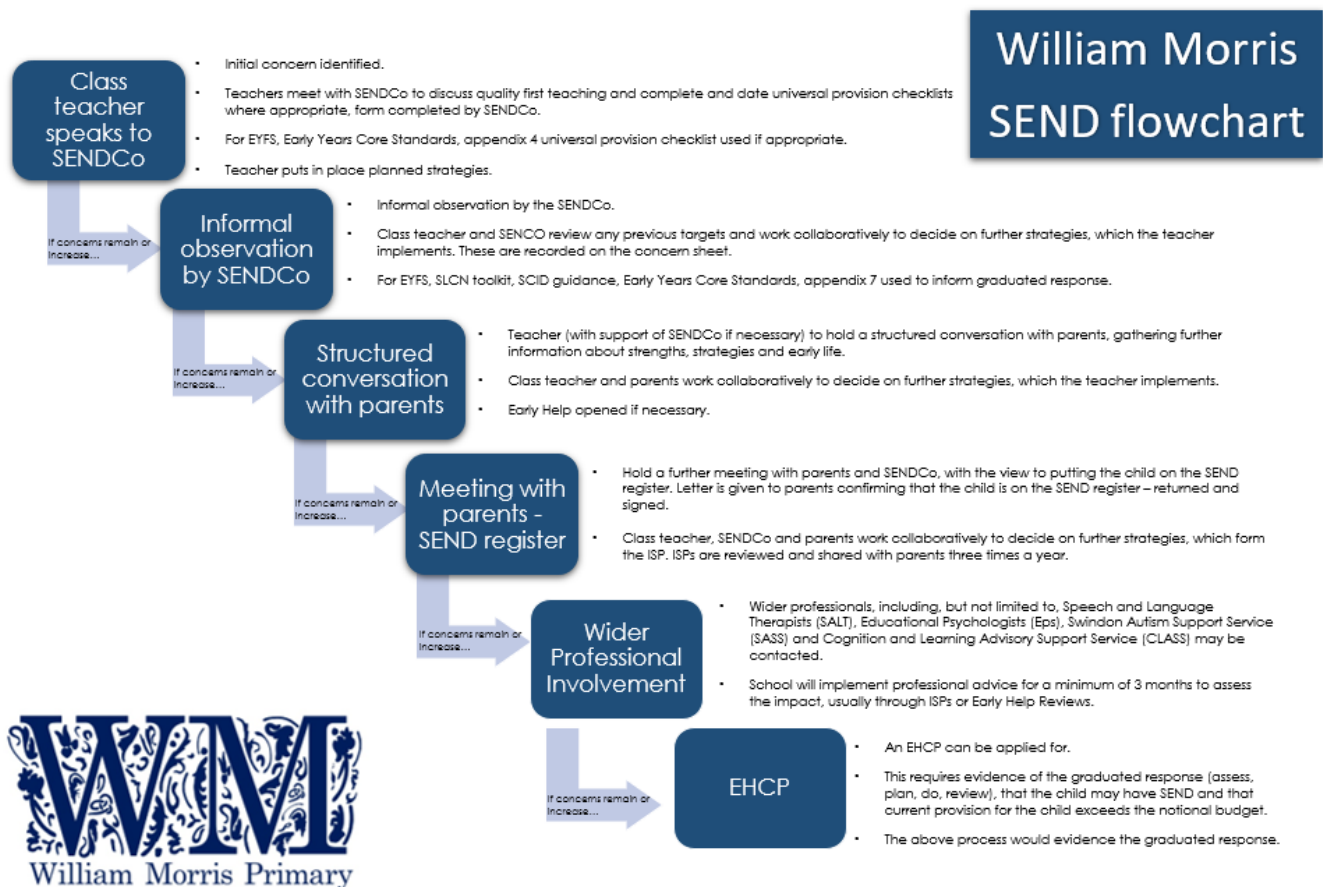 William Morris
SEND flowchart
Class
teacher
speaks to
SENDCo
▪ Initial concern identified.
▪ Teachers meet with SENDCo to discuss quality first teaching and complete and date universal provision checklists
where appropriate, form completed by SENDCo.
▪ For EYFS, Early Years Core Standards, appendix 4 universal provision checklist used if appropriate.
▪ Teacher puts in place planned strategies.
If concerns remain or
Increase...
Informal
observation
by SENDCo
▪ Informal observation by the SENDCo.
▪ Class teacher and SENCO review any previous targets and work collaboratively to decide on further strategies, which the teacher
implements. These are recorded on the concern sheet.
▪ For EYFS, SLCN toolkit, SCID guidance, Early Years Core Standards, appendix 7 used to inform graduated response.
If concerns remain or
Increase...
Structured
conversation
with parents
▪ Teacher (with support of SENDCo if necessary) to hold a structured conversation with parents, gathering further
information about strengths, strategies and early life.
▪ Class teacher and parents work collaboratively to decide on further strategies, which the teacher implements.
▪ Early Help opened if necessary.
If concerns remain or
Increase...
Meeting with
parents -
SEND register
▪ Hold a further meeting with parents and SENDCo, with the view to putting the child on the SEND
register. Letter is given to parents confirming that the child is on the SEND register – returned and
signed.
▪ Class teacher, SENDCo and parents work collaboratively to decide on further strategies, which form
the ISP. ISPs are reviewed and shared with parents three times a year.
If concerns remain or
Increase...
Wider
Professional
Involvement
▪ Wider professionals, including, but not limited to, Speech and Language
Therapists (SALT), Educational Psychologists (Eps), Swindon Autism Support Service
(SASS) and Cognition and Learning Advisory Support Service (CLASS) may be
contacted.
▪ School will implement professional advice for a minimum of 3 months to assess
the impact, usually through ISPs or Early Help Reviews.
If concerns remain or
Increase...
EHCP
▪ An EHCP can be applied for.
▪ This requires evidence of the graduated response (assess,
plan, do, review), that the child may have SEND and that
current provision for the child exceeds the notional budget.
▪ The above process would evidence the graduated response.
WM
William Morris Primary